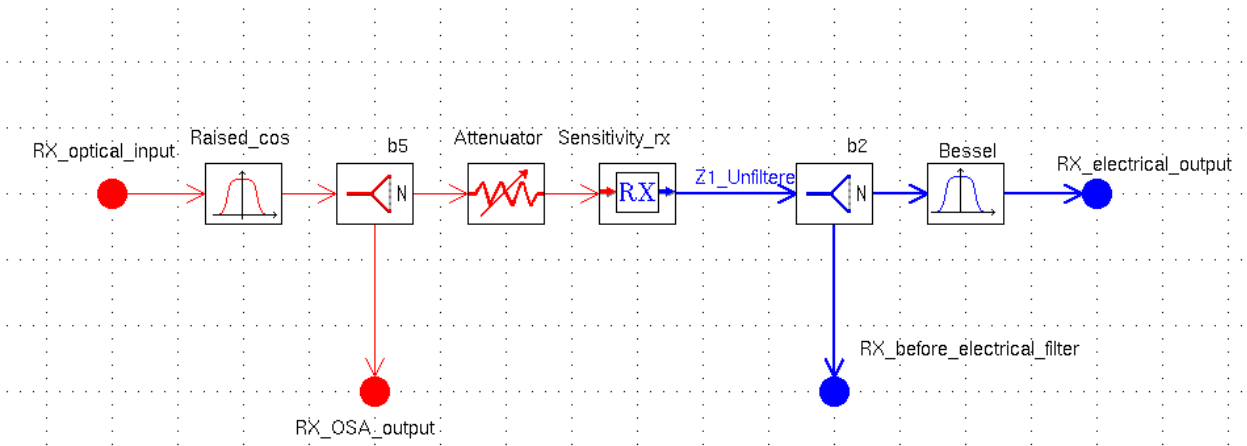 Raised_cos
b5
Attenuator
Sensitivity_rx
b2
Bessel
RX_optical_input
RX_electrical_output
N
RX
Z1_Unfiltere
N
RX_before_electrical_filter
RX_OSA_output